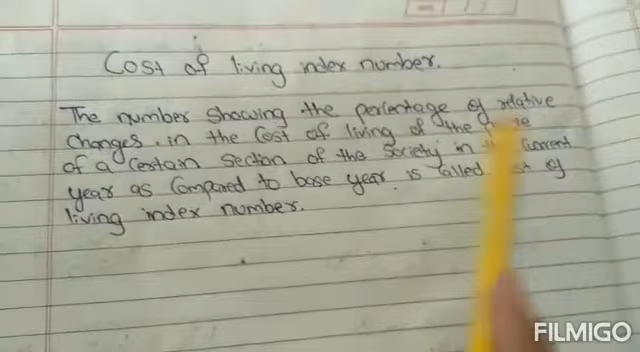 Cost of living index number.
The number showing the percentage of relative
changes in the cost of living of the
of a certain section of the society in current
year as compared to base year is called of
living index number.
FILMIGO